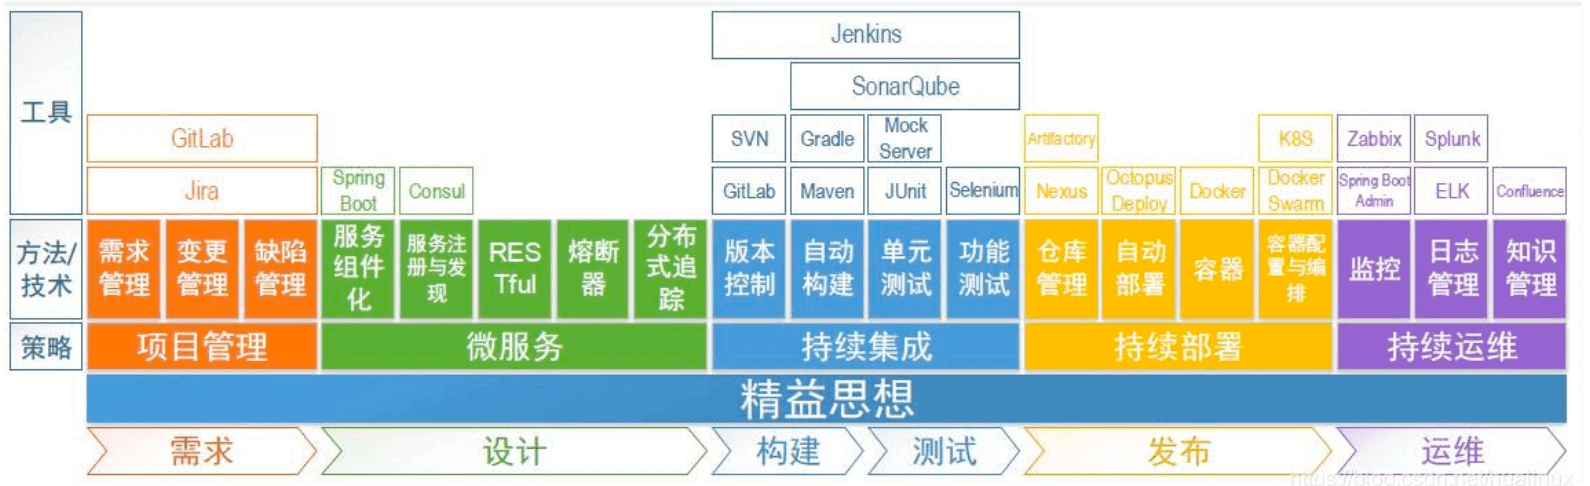 Jenkins
SonarQube
工具
GitLab
SVN
Gradle
Mock
Server
Artifactory
K8S
Zabbix
Splunk
Jira
Spring
Boot
Consul
GitLab
Maven
JUnit
Selenium
Nexus
Octopus
Deploy
Docker
Docker
Swarm
Spring Boot
Admin
ELK
Confluence
方法/
技术
需求
管理
变更
管理
缺陷
管理
服务
组件
化
服务注
册与发
现
RES
Tful
熔断
器
分布
式追
踪
版本
控制
自动
构建
单元
测试
功能
测试
仓库
管理
自动
部署
容器
容器配
置与编
排
监控
日志
管理
知识
管理
策略
项目管理
微服务
持续集成
持续部署
持续运维
精益思想
需求
设计
构建
测试
发布
运维
https://blog.csdn.net/hualinux